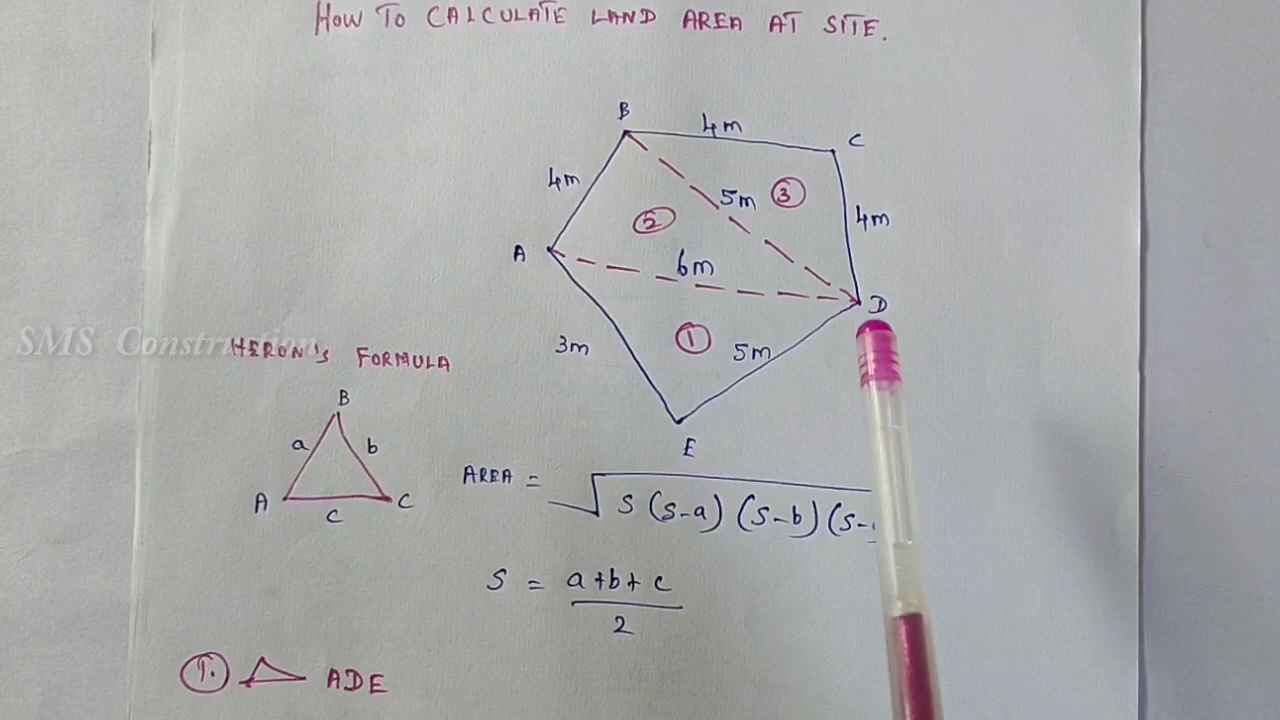 HOW TO CALCULATE LAND AREA AT SITE.
B
4m
C
4m
5m
3
2
4m
A
6m
D
1
3m
5m
E
SMS Construction
HERON'S FORMULA
B
a
b
A
C
c
AREA = √ S (S-a) (S-b) (S-
S = a+b+c
2
1. △ ADE